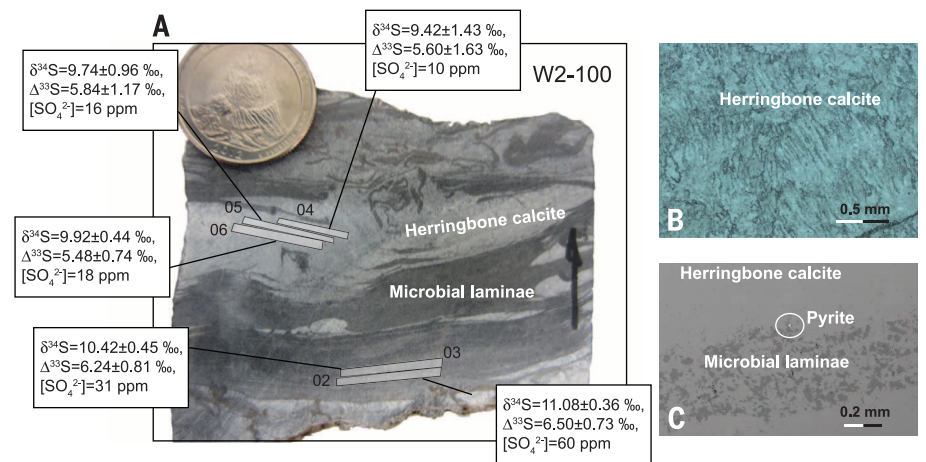 A
δ³⁴S=9.42±1.43 ‰,
Δ³³S=5.60±1.63 ‰,
[SO₄²⁻]=10 ppm
W2-100
δ³⁴S=9.74±0.96 ‰,
Δ³³S=5.84±1.17 ‰,
[SO₄²⁻]=16 ppm
05
04
06
Herringbone calcite
δ³⁴S=9.92±0.44 ‰,
Δ³³S=5.48±0.74 ‰,
[SO₄²⁻]=18 ppm
Microbial laminae
δ³⁴S=10.42±0.45 ‰,
Δ³³S=6.24±0.81 ‰,
[SO₄²⁻]=31 ppm
03
02
δ³⁴S=11.08±0.36 ‰,
Δ³³S=6.50±0.73 ‰,
[SO₄²⁻]=60 ppm
Herringbone calcite
0.5 mm
B
Herringbone calcite
Pyrite
Microbial laminae
0.2 mm
C